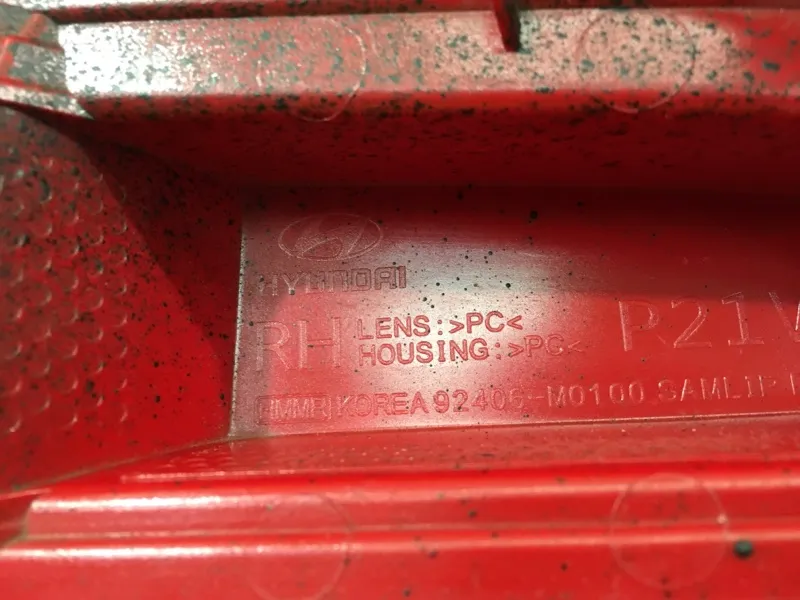 HYUNDAI
RH LENS:>PC<
HOUSING:>PC<
P21W
HMMR KOREA 92406-M0100 SAMLIP